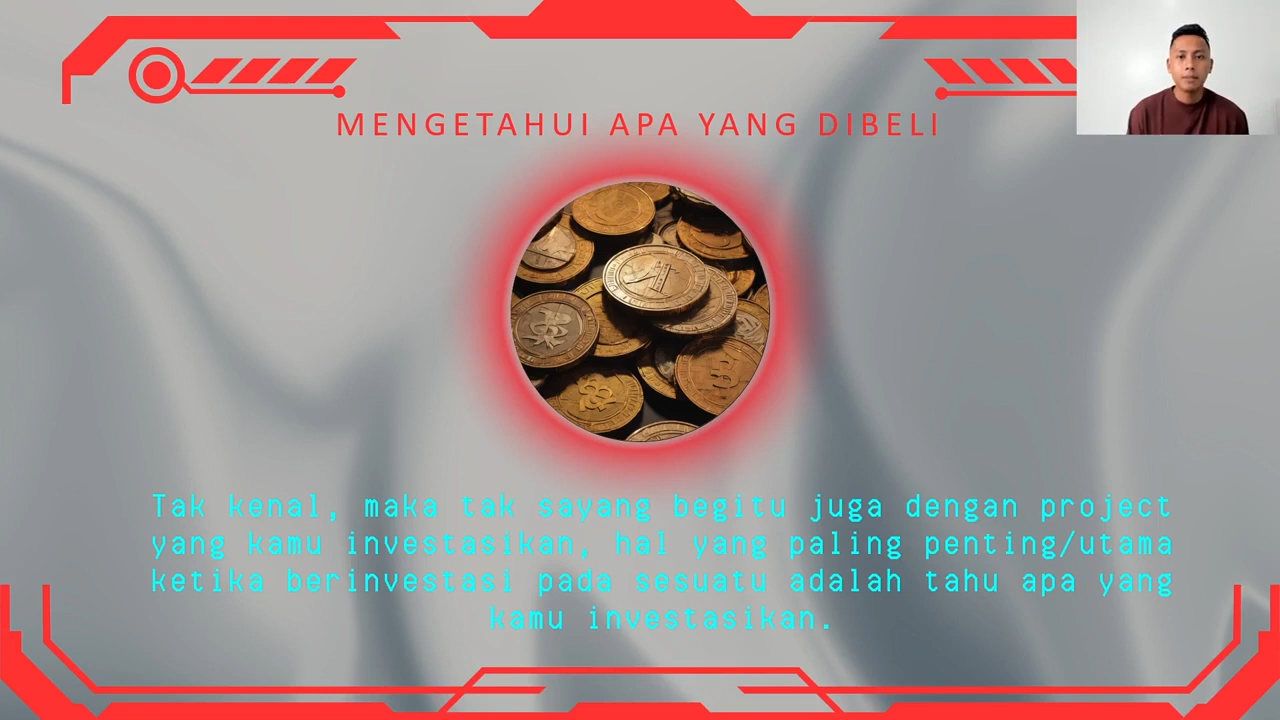 MENGETAHUI APA YANG DIBELI
Tak kenal, maka tak sayang begitu juga dengan project
yang kamu investasikan, hal yang paling penting/utama
ketika berinvestasi pada sesuatu adalah tahu apa yang
kamu investasikan.